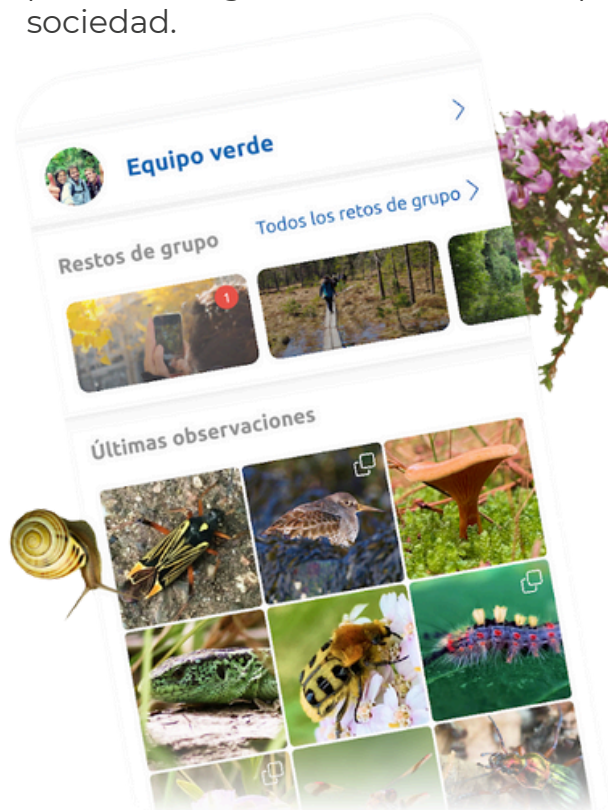 sociedad.
Equipo verde
Restos de grupo
Todos los retos de grupo
1
Últimas observaciones